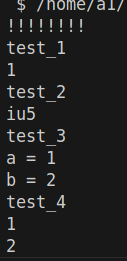 $ /home/al/
!!!!!!!!
test_1
1
test_2
iu5
test_3
a = 1
b = 2
test_4
1
2